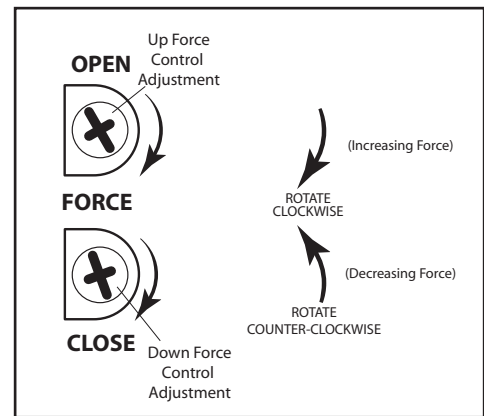 OPEN
Up Force
Control
Adjustment
FORCE
CLOSE
Down Force
Control
Adjustment
(Increasing Force)
ROTATE
CLOCKWISE
(Decreasing Force)
ROTATE
COUNTER-CLOCKWISE